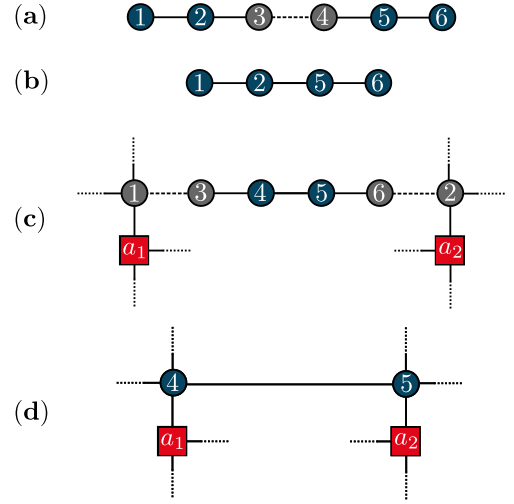 (a) 1 2 3 4 5 6
(b) 1 2 5 6
(c) 1 3 4 5 6 2
a₁ a₂
(d) 4 5
a₁ a₂